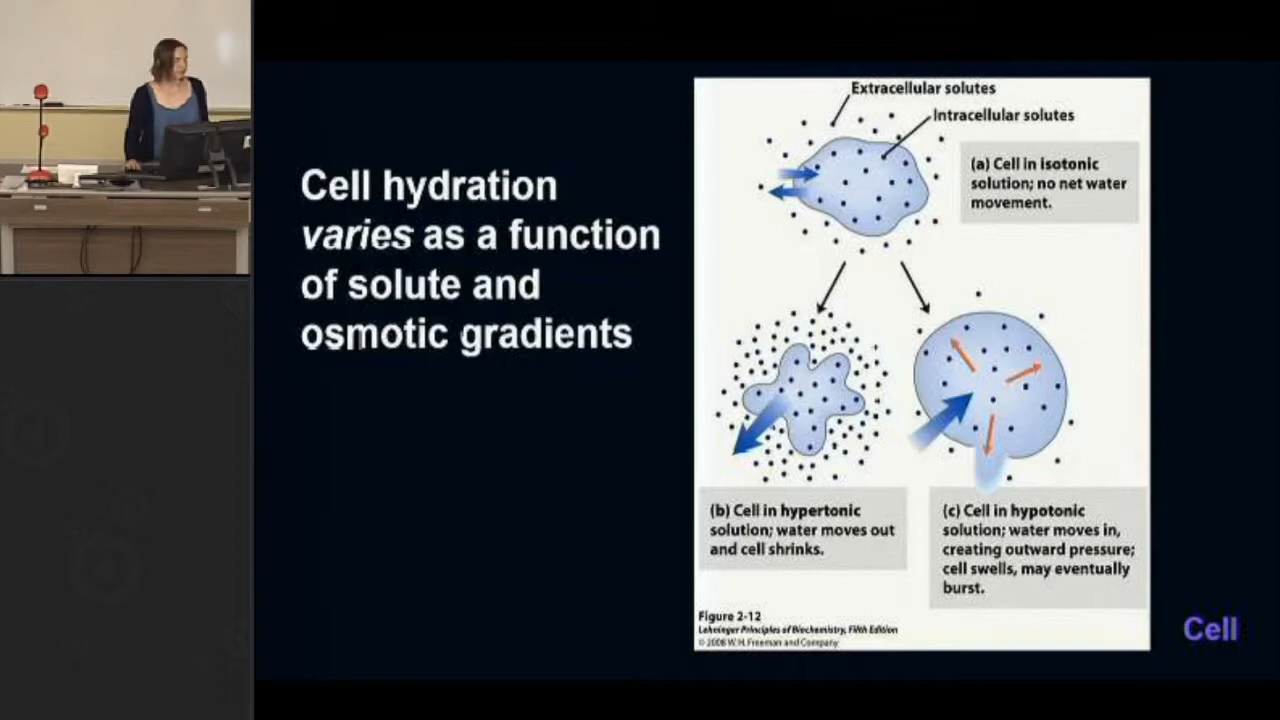 Cell hydration
varies as a function
of solute and
osmotic gradients
Extracellular solutes
Intracellular solutes
(a) Cell in isotonic
solution; no net water
movement.
(b) Cell in hypertonic
solution; water moves out
and cell shrinks.
(c) Cell in hypotonic
solution; water moves in,
creating outward pressure;
cell swells, may eventually
burst.
Figure 2-12
Lehninger Principles of Biochemistry, Fifth Edition
© 2008 W.H. Freeman and Company
Cell